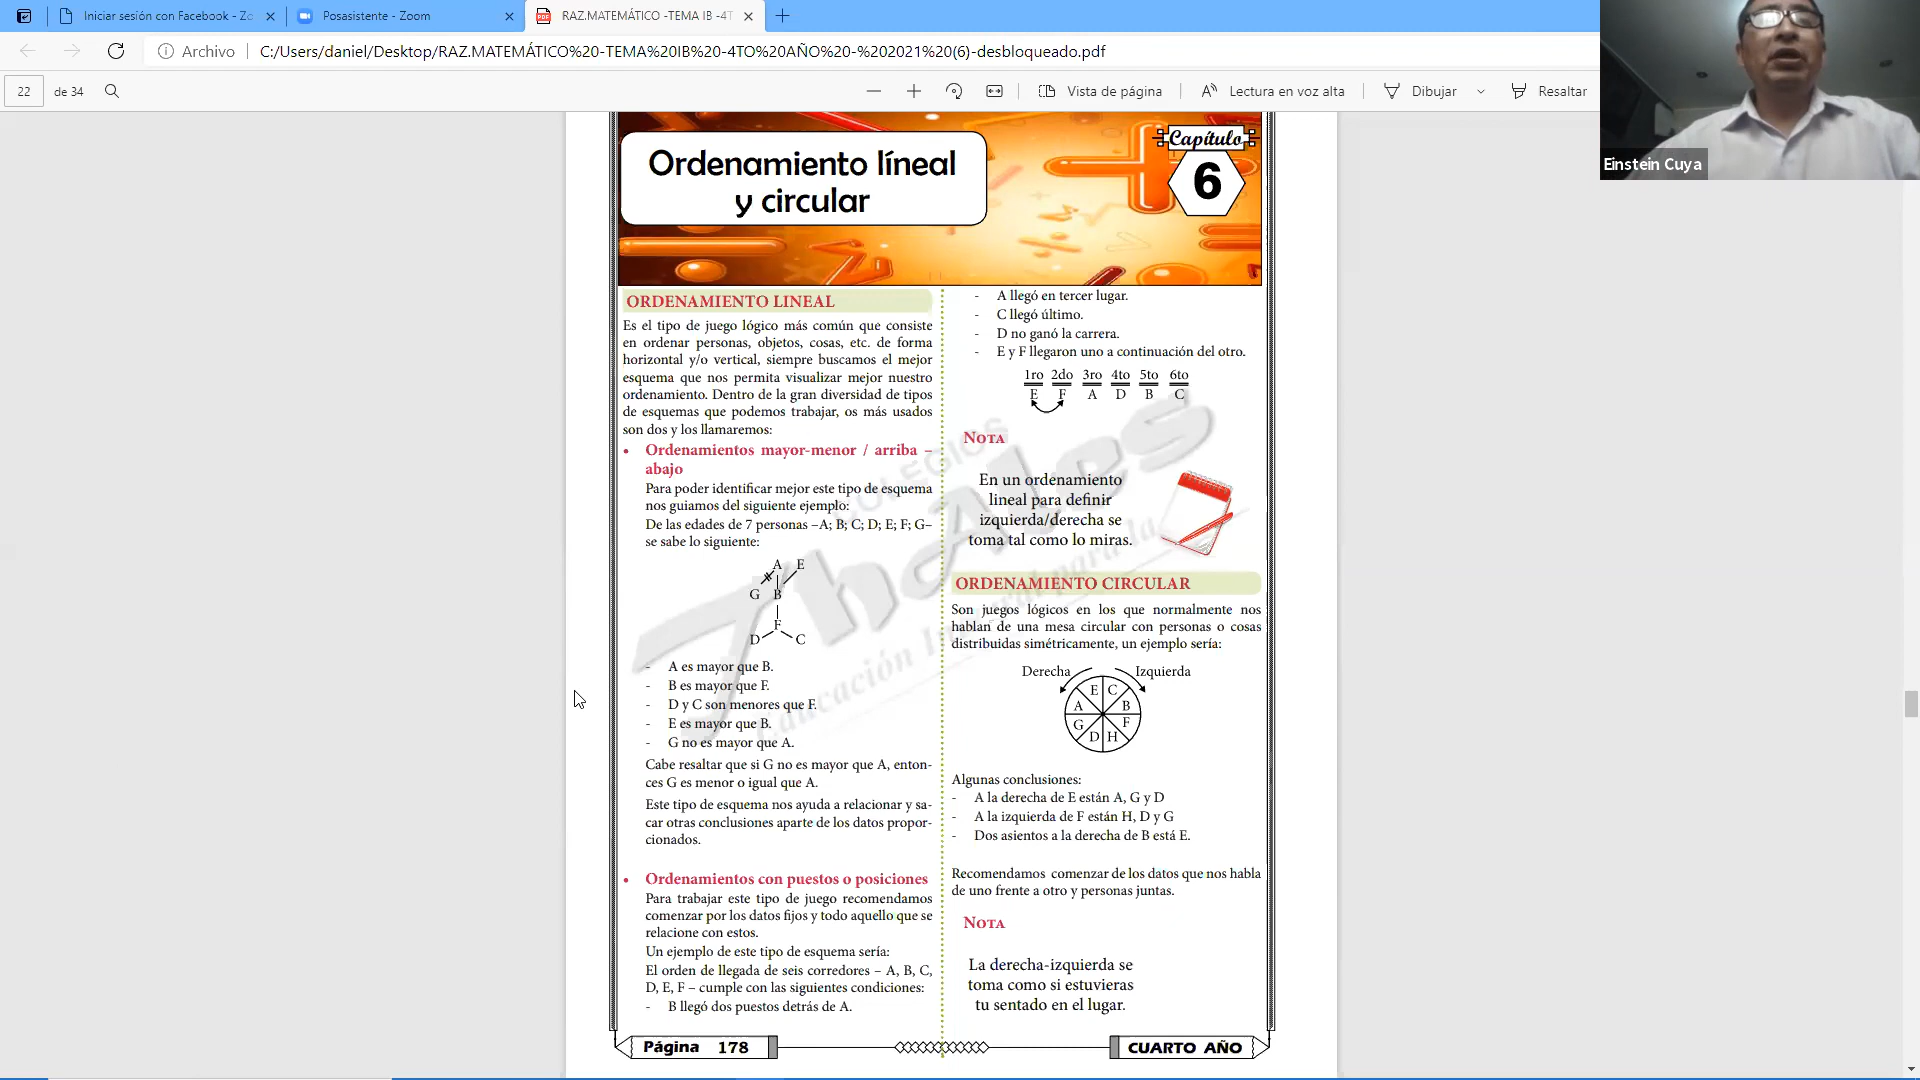 Iniciar sesión con Facebook - Zo
Posasistente - Zoom
RAZ.MATEMÁTICO -TEMA IB -4T
Archivo
C:/Users/daniel/Desktop/RAZ.MATEMÁTICO%20-TEMA%20IB%20-4TO%20AÑO%20-%202021%20(6)-desbloqueado.pdf
22 de 34
Vista de página
Lectura en voz alta
Dibujar
Resaltar
Einstein Cuya
Ordenamiento líneal
y circular
Capítulo
6
ORDENAMIENTO LINEAL
Es el tipo de juego lógico más común que consiste
en ordenar personas, objetos, cosas, etc. de forma
horizontal y/o vertical, siempre buscamos el mejor
esquema que nos permita visualizar mejor nuestro
ordenamiento. Dentro de la gran diversidad de tipos
de esquemas que podemos trabajar, os más usados
son dos y los llamaremos:
• Ordenamientos mayor-menor / arriba –
abajo
Para poder identificar mejor este tipo de esquema
nos guiamos del siguiente ejemplo:
De las edades de 7 personas –A; B; C; D; E; F; G–
se sabe lo siguiente:
A E
G B
F
D C
- A es mayor que B.
- B es mayor que F.
- D y C son menores que F.
- E es mayor que B.
- G no es mayor que A.
Cabe resaltar que si G no es mayor que A, enton-
ces G es menor o igual que A.
Este tipo de esquema nos ayuda a relacionar y sa-
car otras conclusiones aparte de los datos propor-
cionados.
• Ordenamientos con puestos o posiciones
Para trabajar este tipo de juego recomendamos
comenzar por los datos fijos y todo aquello que se
relacione con estos.
Un ejemplo de este tipo de esquema sería:
El orden de llegada de seis corredores – A, B, C,
D, E, F – cumple con las siguientes condiciones:
- B llegó dos puestos detrás de A.
- A llegó en tercer lugar.
- C llegó último.
- D no ganó la carrera.
- E y F llegaron uno a continuación del otro.
1ro 2do 3ro 4to 5to 6to
E F A D B C
NOTA
En un ordenamiento
lineal para definir
izquierda/derecha se
toma tal como lo miras.
ORDENAMIENTO CIRCULAR
Son juegos lógicos en los que normalmente nos
hablan de una mesa circular con personas o cosas
distribuidas simétricamente, un ejemplo sería:
Derecha Izquierda
E C
A B
G F
D H
Algunas conclusiones:
- A la derecha de E están A, G y D
- A la izquierda de F están H, D y G
- Dos asientos a la derecha de B está E.
Recomendamos comenzar de los datos que nos habla
de uno frente a otro y personas juntas.
NOTA
La derecha-izquierda se
toma como si estuvieras
tu sentado en el lugar.
COLEGIOS
Thales
Educación Integral para la
Página 178
CUARTO AÑO